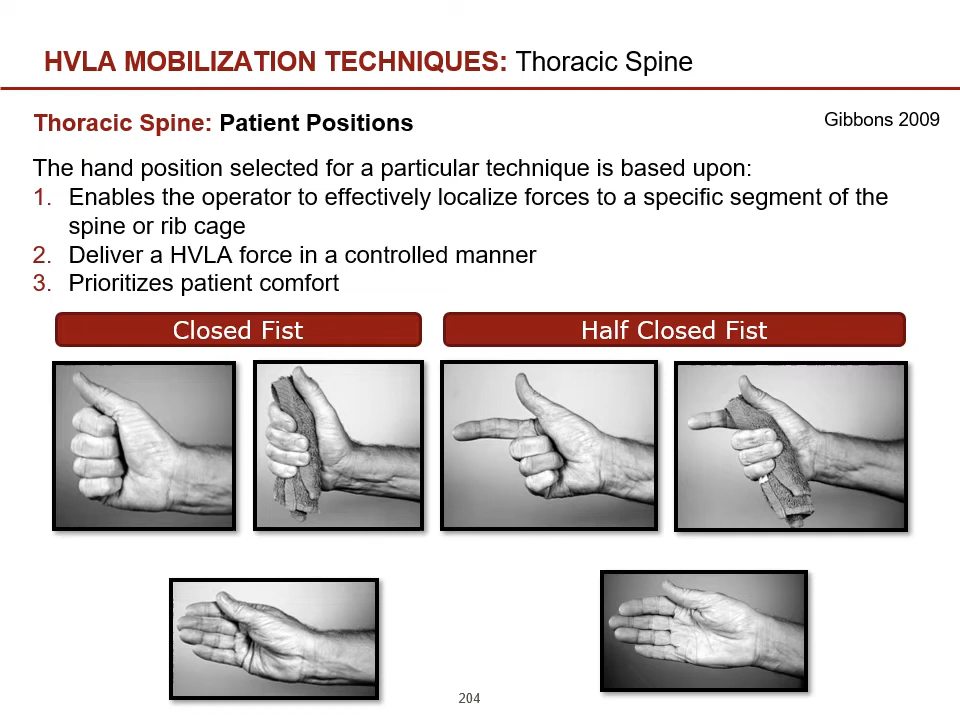 HVLA MOBILIZATION TECHNIQUES: Thoracic Spine
Thoracic Spine: Patient Positions
Gibbons 2009
The hand position selected for a particular technique is based upon:
1. Enables the operator to effectively localize forces to a specific segment of the
spine or rib cage
2. Deliver a HVLA force in a controlled manner
3. Prioritizes patient comfort
Closed Fist
Half Closed Fist
204